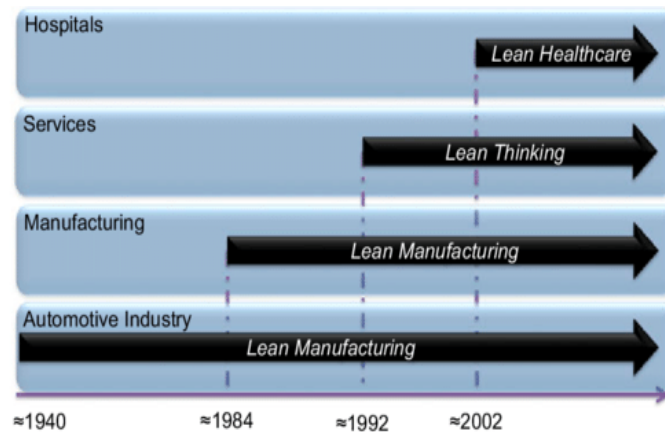 Hospitals
Lean Healthcare
Services
Lean Thinking
Manufacturing
Lean Manufacturing
Automotive Industry
Lean Manufacturing
≈1940 ≈1984 ≈1992 ≈2002